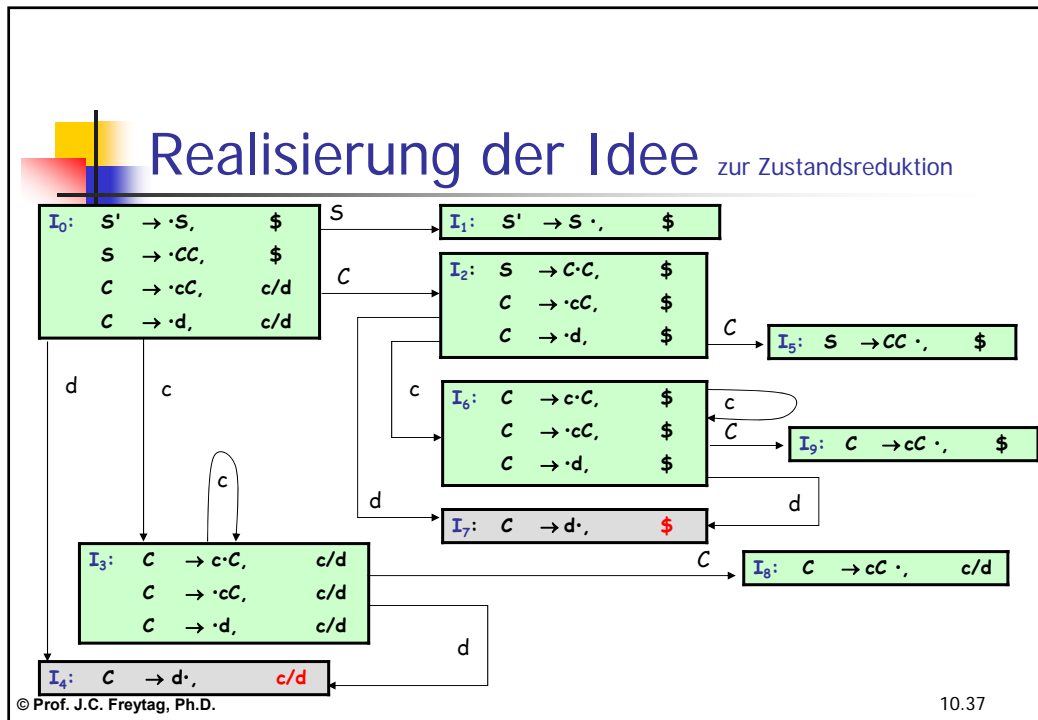 Realisierung der Idee zur Zustandsreduktion
I₀: S' → ·S, $
S → ·CC, $
C → ·cC, c/d
C → ·d, c/d
S
I₁: S' → S ·, $
C
I₂: S → C·C, $
C → ·cC, $
C → ·d, $
C
I₅: S → CC ·, $
d
c
c
I₆: C → c·C, $
C → ·cC, $
C → ·d, $
c
C
I₉: C → cC ·, $
d
d
I₇: C → d·, $
c
I₃: C → c·C, c/d
C → ·cC, c/d
C → ·d, c/d
C
I₈: C → cC ·, c/d
d
I₄: C → d·, c/d
© Prof. J.C. Freytag, Ph.D. 10.37